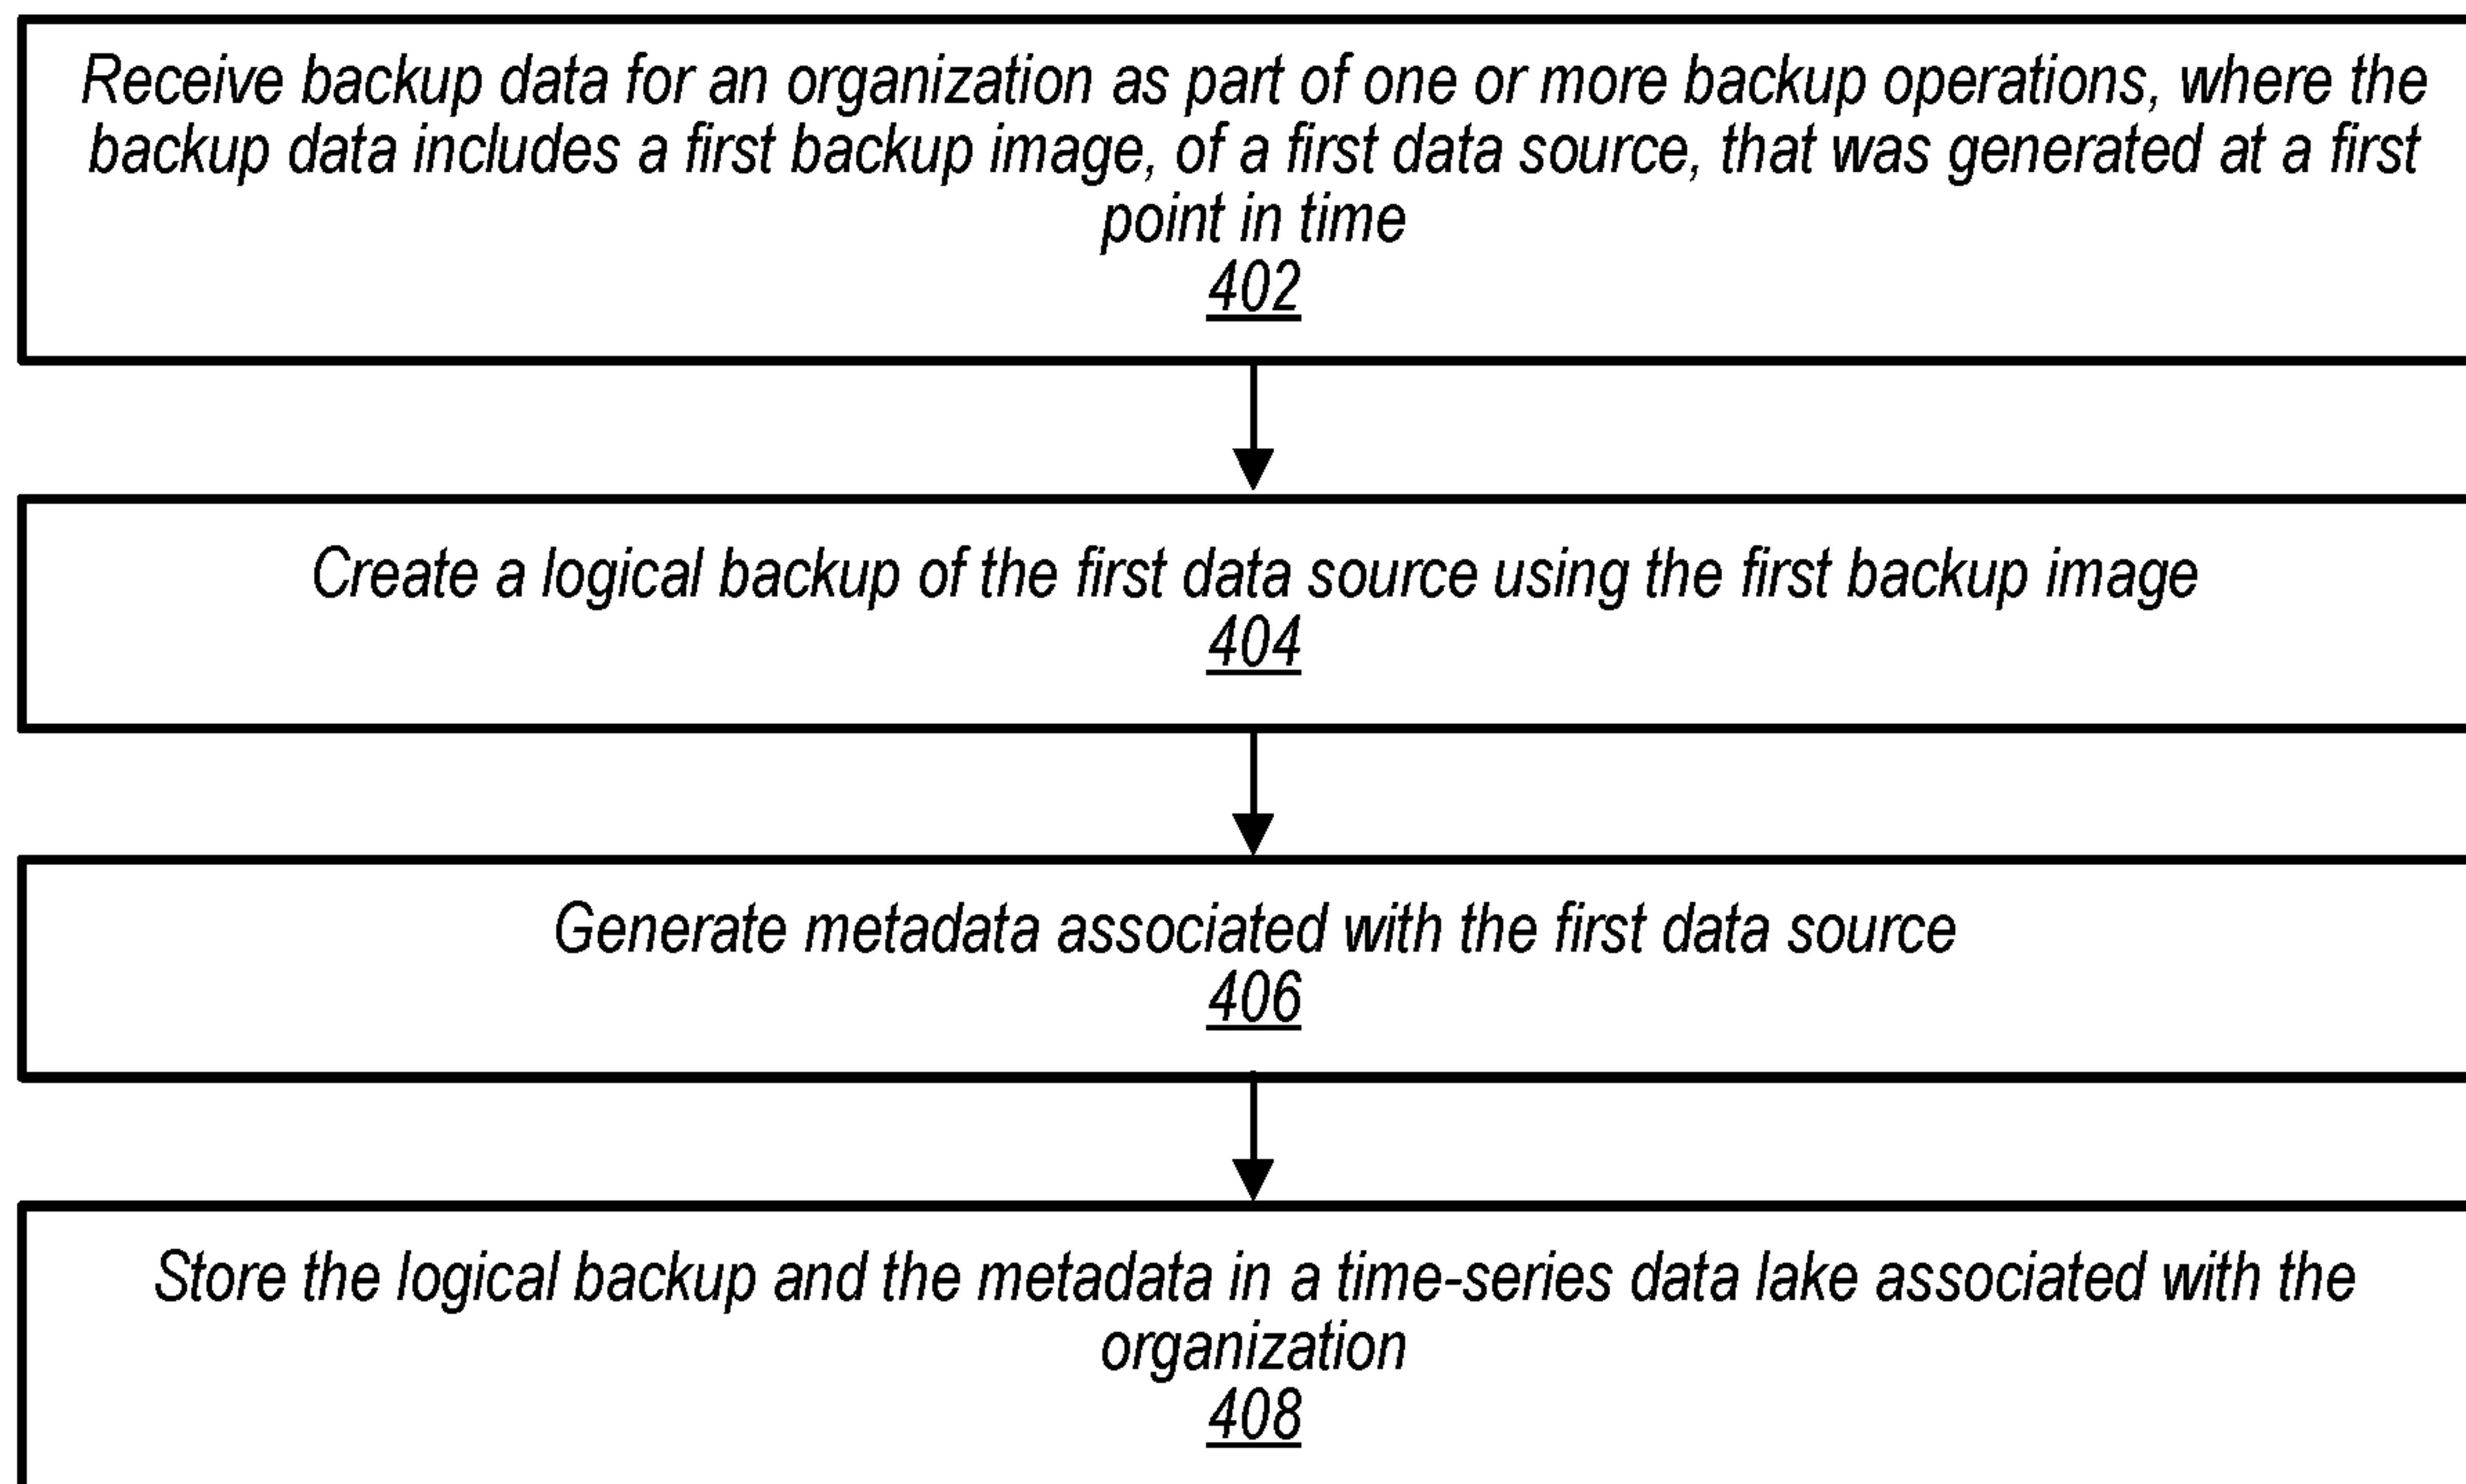 Receive backup data for an organization as part of one or more backup operations, where the
backup data includes a first backup image, of a first data source, that was generated at a first
point in time
402
Create a logical backup of the first data source using the first backup image
404
Generate metadata associated with the first data source
406
Store the logical backup and the metadata in a time-series data lake associated with the
organization
408